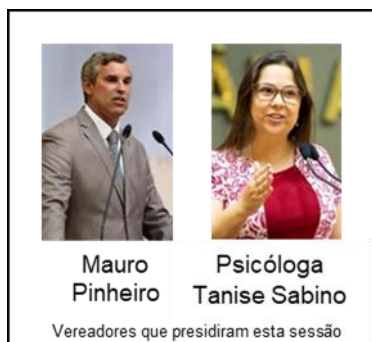 Mauro
Pinheiro
Psicóloga
Tanise Sabino
Vereadores que presidiram esta sessão